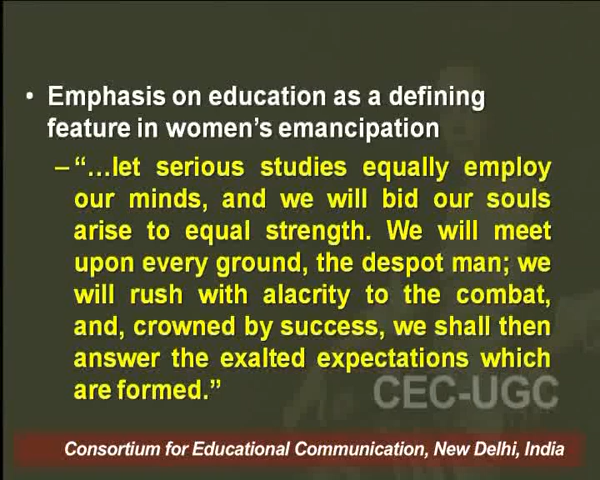 • Emphasis on education as a defining
feature in women's emancipation
– “…let serious studies equally employ
our minds, and we will bid our souls
arise to equal strength. We will meet
upon every ground, the despot man; we
will rush with alacrity to the combat,
and, crowned by success, we shall then
answer the exalted expectations which
are formed.”
CEC-UGC
Consortium for Educational Communication, New Delhi, India